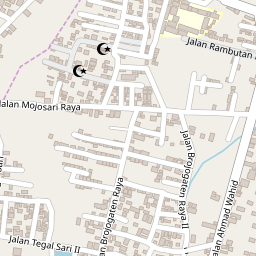 Jalan Rambutan
Jalan Mojosari Raya
Jalan Brojogaten Raya II
Jalan Brojogaten Raya
Jalan Ahmad Wahid
Jalan Tegal Sari II